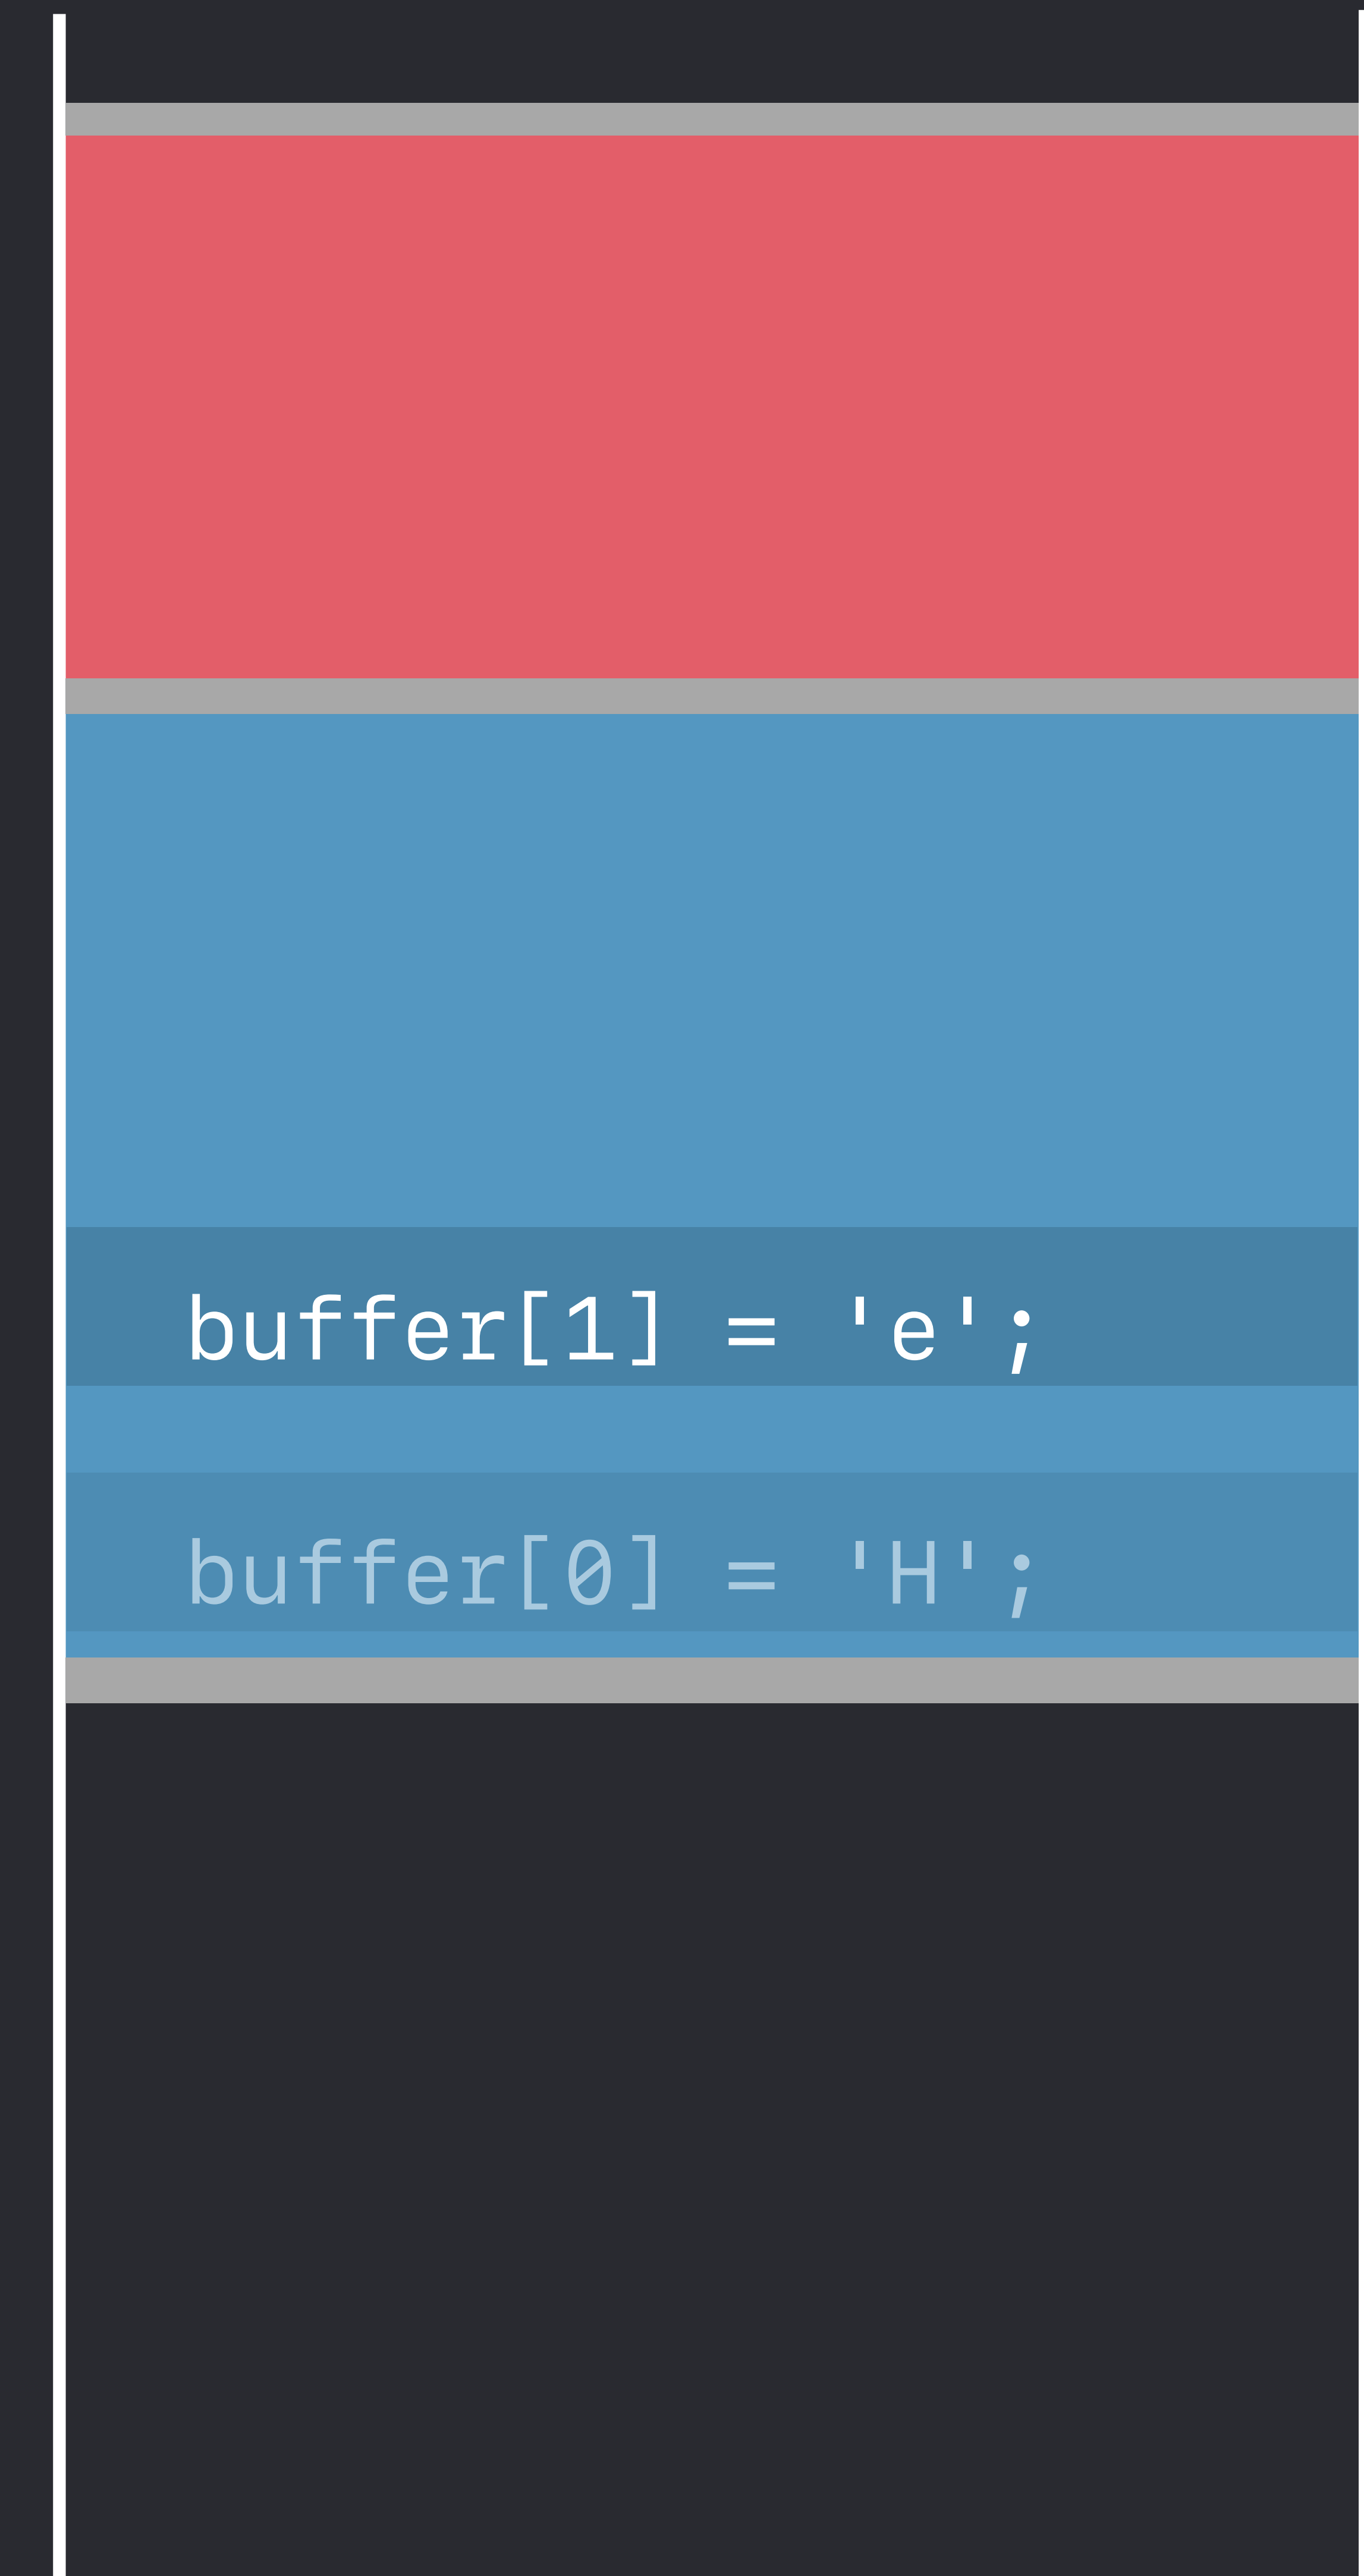 buffer[1] = 'e';
buffer[0] = 'H';